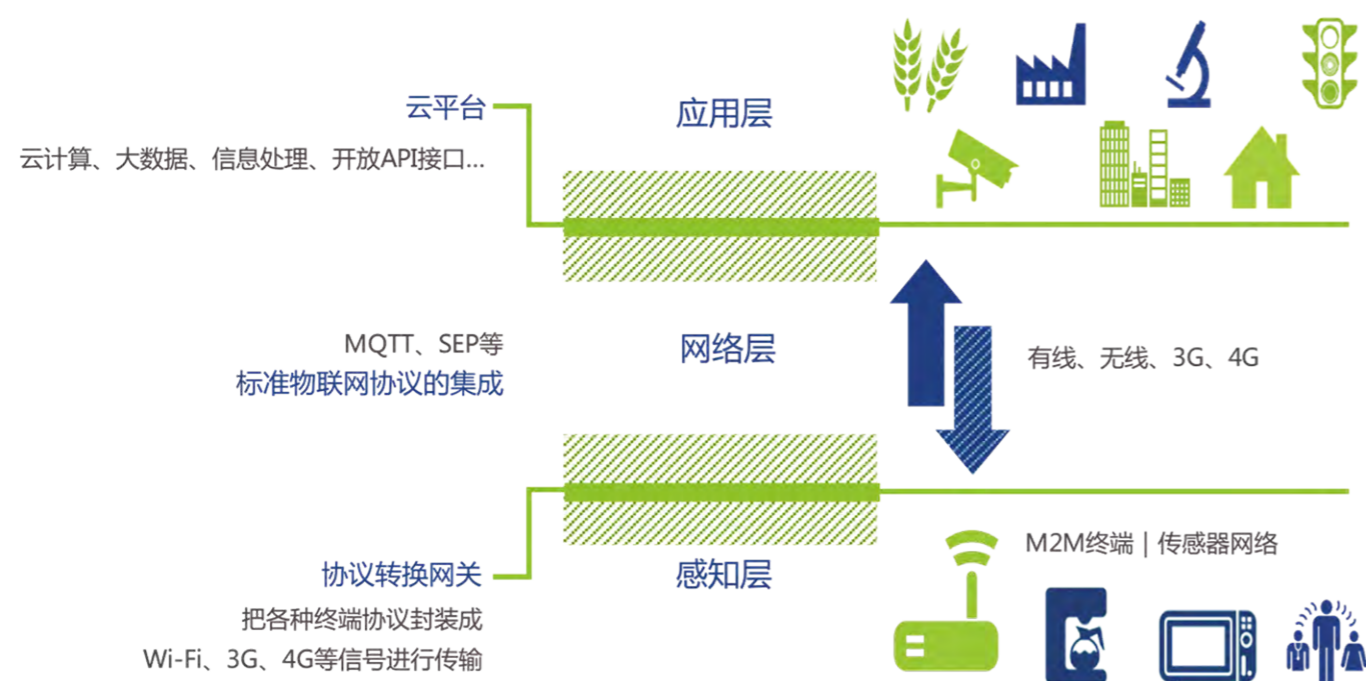 云平台
应用层
云计算、大数据、信息处理、开放API接口...
MQTT、SEP等
标准物联网协议的集成
网络层
有线、无线、3G、4G
M2M终端｜传感器网络
协议转换网关
感知层
把各种终端协议封装成
Wi-Fi、3G、4G等信号进行传输